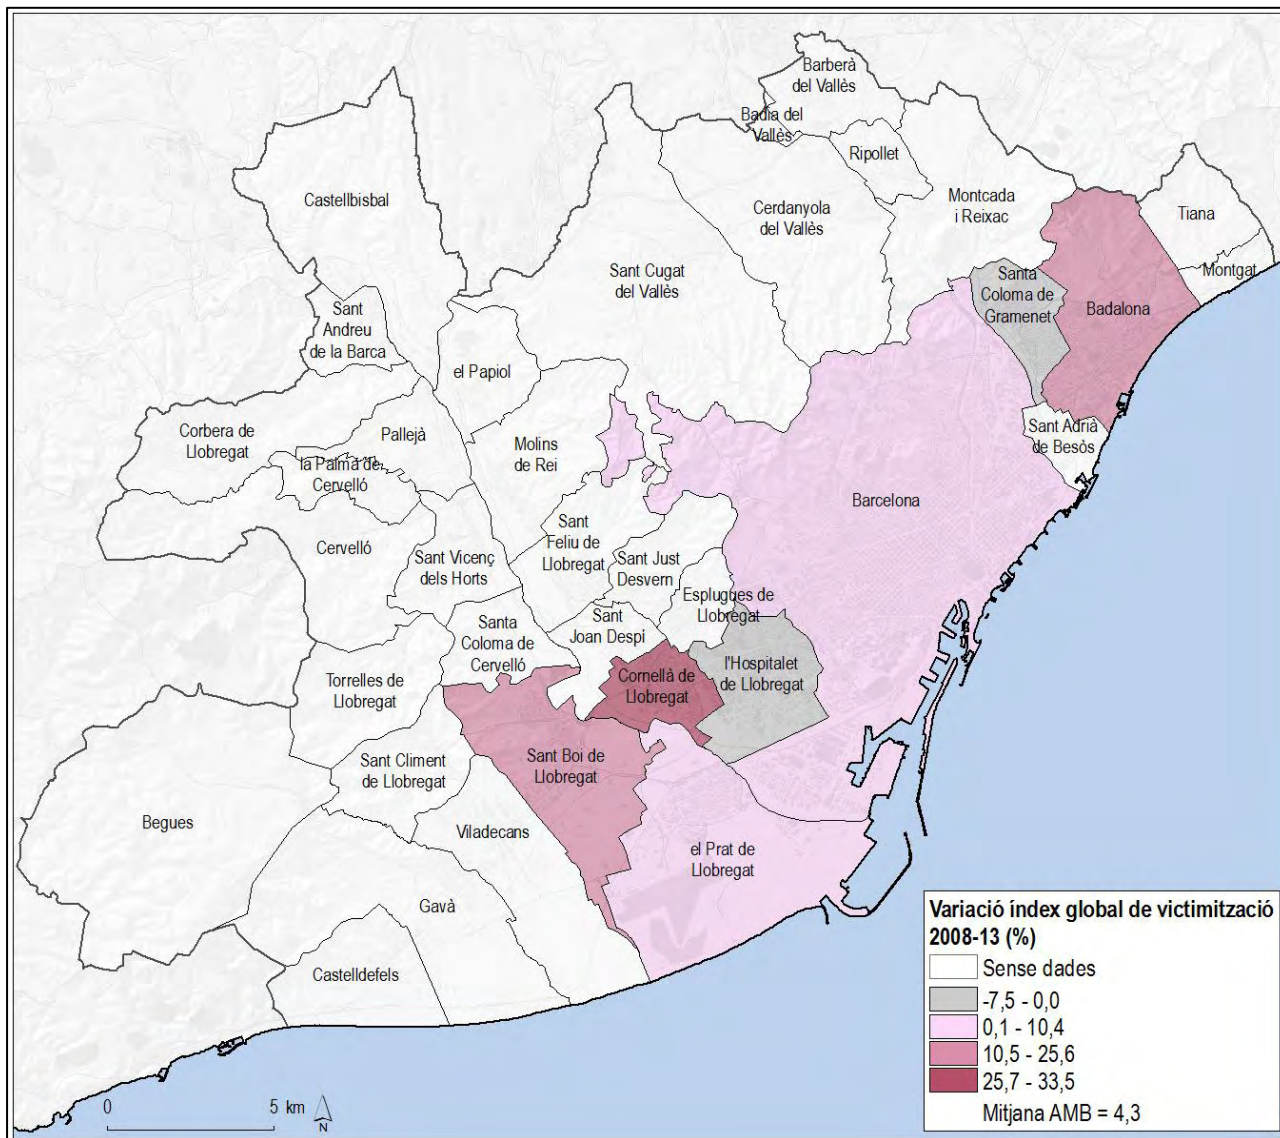 Barberà
del Vallès
Badia del
Vallès
Ripollet
Castellbisbal
Montcada
i Reixac
Tiana
Cerdanyola
del Vallès
Sant Cugat
del Vallès
Montgat
Santa
Coloma de
Gramenet
Badalona
Sant
Andreu
de la Barca
el Papiol
Corbera de
Llobregat
Pallejà
Molins
de Rei
Sant Adrià
de Besòs
la Palma de
Cervelló
Barcelona
Cervelló
Sant Vicenç
dels Horts
Sant
Feliu de
Llobregat
Sant Just
Desvern
Esplugues de
Llobregat
Sant
Joan Despí
Santa
Coloma de
Cervelló
Torrelles de
Llobregat
Cornellà de
Llobregat
l'Hospitalet
de Llobregat
Sant Climent
de Llobregat
Sant Boi de
Llobregat
Begues
Viladecans
el Prat de
Llobregat
Gavà
Castelldefels
Variació índex global de victimització
2008-13 (%)
Sense dades
-7,5 - 0,0
0,1 - 10,4
10,5 - 25,6
25,7 - 33,5
Mitjana AMB = 4,3
0 5 km
N